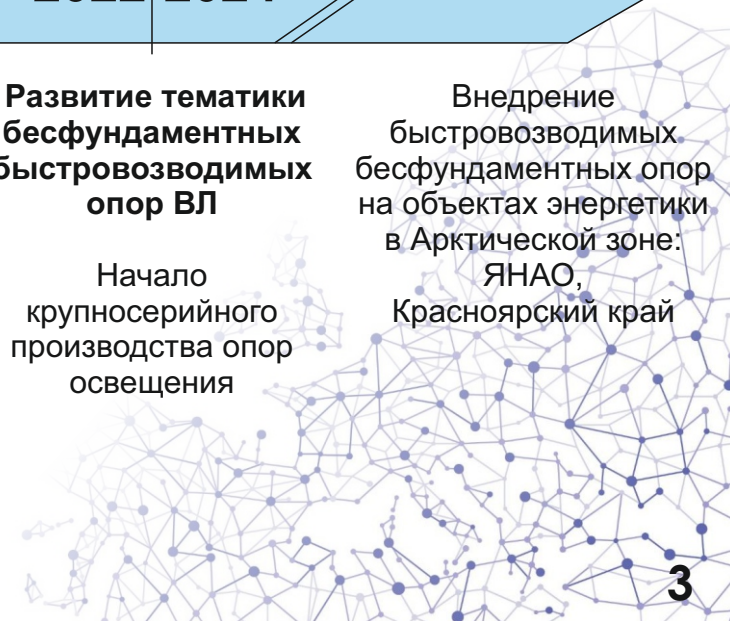 Развитие тематики
бесфундаментных
быстровозводимых
опор ВЛ
Начало
крупносерийного
производства опор
освещения
Внедрение
быстровозводимых
бесфундаментных опор
на объектах энергетики
в Арктической зоне:
ЯНАО,
Красноярский край
3